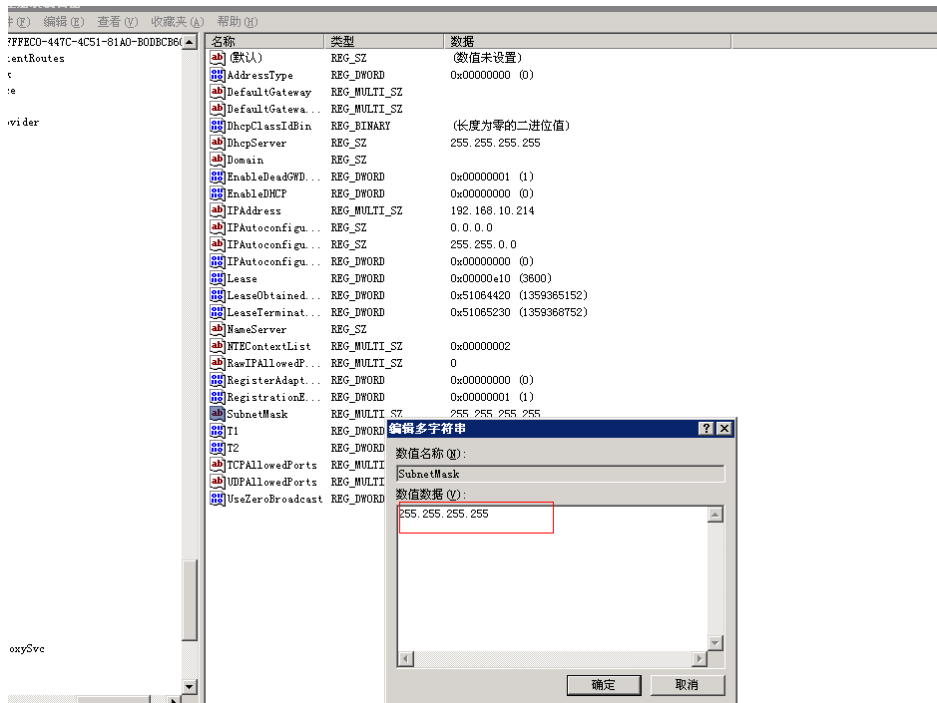 编辑(E) 查看(V) 收藏夹(A) 帮助(H)
FFFEC0-447C-4C51-81A0-B0DBCB6
entRoutes
vider
oxySvc
名称 类型 数据
(默认) REG_SZ (数值未设置)
AddressType REG_DWORD 0x00000000 (0)
DefaultGateway REG_MULTI_SZ
DefaultGatewa... REG_MULTI_SZ
DhcpClassIdBin REG_BINARY (长度为零的二进位值)
DhcpServer REG_SZ 255.255.255.255
Domain REG_SZ
EnableDeadGWD... REG_DWORD 0x00000001 (1)
EnableDHCP REG_DWORD 0x00000000 (0)
IPAddress REG_MULTI_SZ 192.168.10.214
IPAutoconfigu... REG_SZ 0.0.0.0
IPAutoconfigu... REG_SZ 255.255.0.0
IPAutoconfigu... REG_DWORD 0x00000000 (0)
Lease REG_DWORD 0x00000e10 (3600)
LeaseObtained... REG_DWORD 0x51064420 (1359365152)
LeaseTerminat... REG_DWORD 0x51065230 (1359368752)
NameServer REG_SZ
NTEContextList REG_MULTI_SZ 0x00000002
RawIPAllowedP... REG_MULTI_SZ 0
RegisterAdapt... REG_DWORD 0x00000000 (0)
RegistrationE... REG_DWORD 0x00000001 (1)
SubnetMask REG_MULTI_SZ 255.255.255.255
T1 REG_DWORD
T2 REG_DWORD
TCPAllowedPorts REG_MULTI
UDPAllowedPorts REG_MULTI
UseZeroBroadcast REG_DWORD
编辑多字符串
数值名称(N):
SubnetMask
数值数据(V):
255.255.255.255
确定 取消